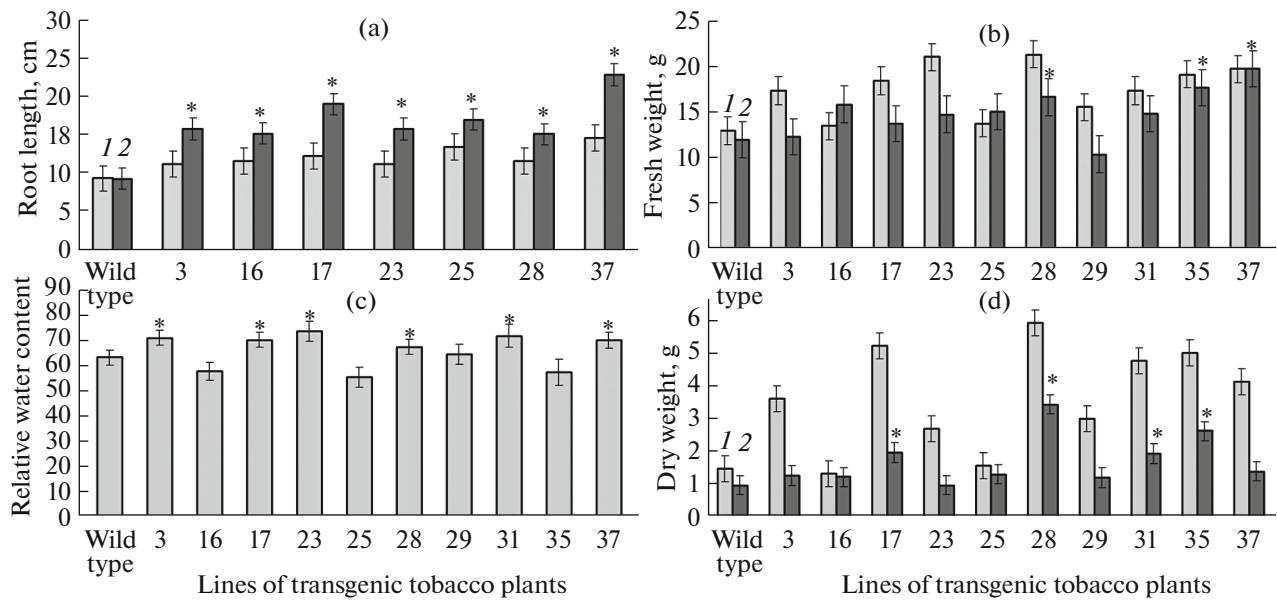 (a)
Root length, cm
30
25
20
18
14
10
5
0
1 2
* * * * * * *
Wild type 3 16 17 23 25 28 37
(b)
Fresh weight, g
25
20
15
10
5
0
1 2
* * *
Wild type 3 16 17 23 25 28 29 31 35 37
(c)
Relative water content
90
80
70
60
50
40
30
20
10
0
* * * * * *
Wild type 3 16 17 23 25 28 29 31 35 37
Lines of transgenic tobacco plants
(d)
Dry weight, g
6
5
4
3
2
1
0
1 2
* * * *
Wild type 3 16 17 23 25 28 29 31 35 37
Lines of transgenic tobacco plants